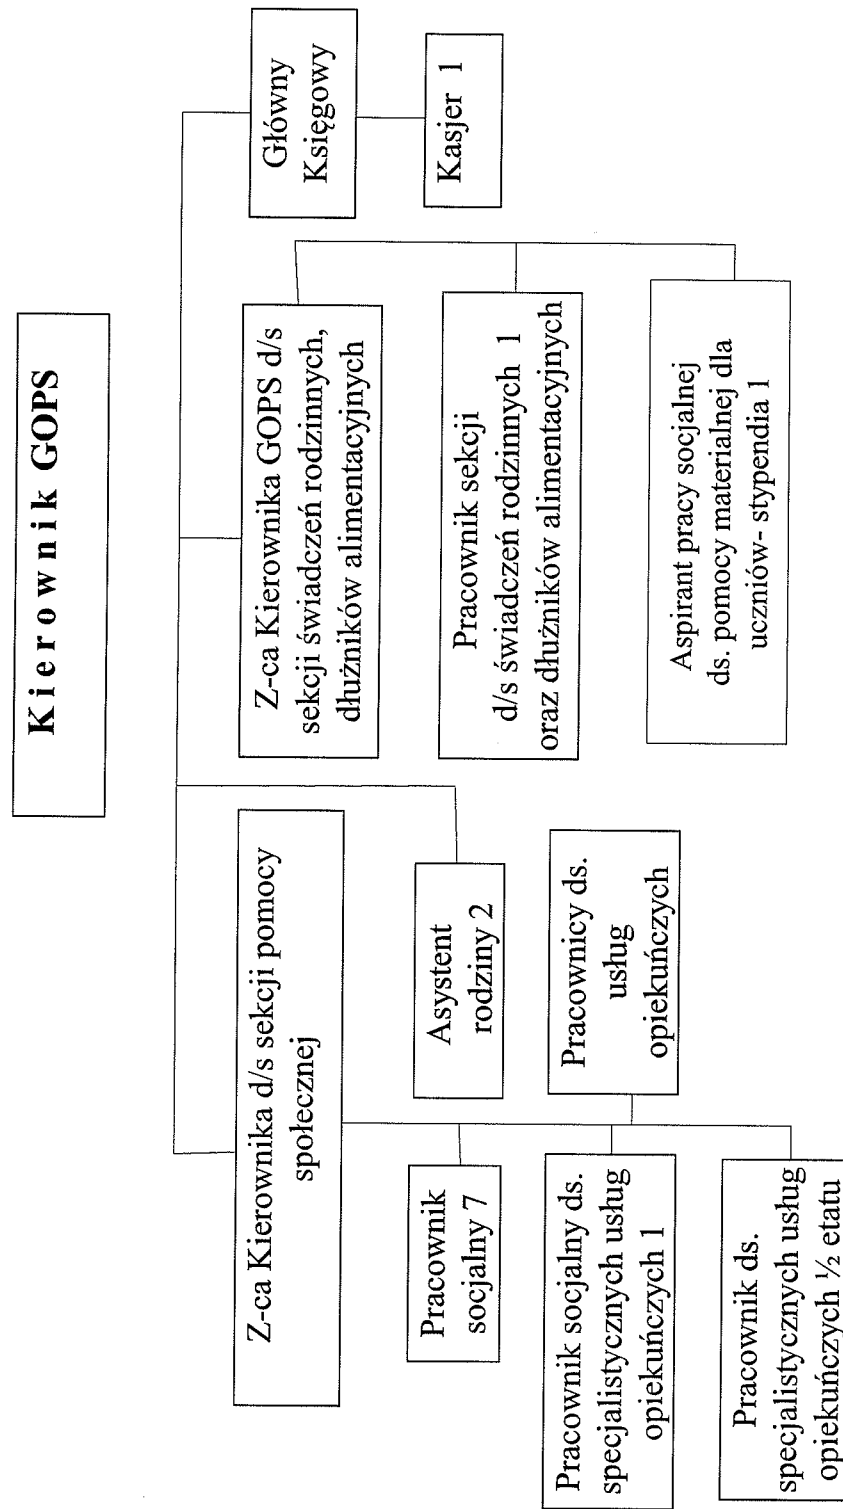 Kierownik GOPS
Z-ca Kierownika d/s sekcji pomocy
społecznej
Z-ca Kierownika GOPS d/s
sekcji świadczeń rodzinnych,
dłużników alimentacyjnych
Główny
Księgowy
Pracownik
socjalny 7
Asystent
rodziny 2
Pracownik sekcji
d/s świadczeń rodzinnych 1
oraz dłużników alimentacyjnych
Kasjer 1
Pracownik socjalny ds.
specjalistycznych usług
opiekuńczych 1
Pracownicy ds.
usług
opiekuńczych
Aspirant pracy socjalnej
ds. pomocy materialnej dla
uczniów- stypendia 1
Pracownik ds.
specjalistycznych usług
opiekuńczych ½ etatu